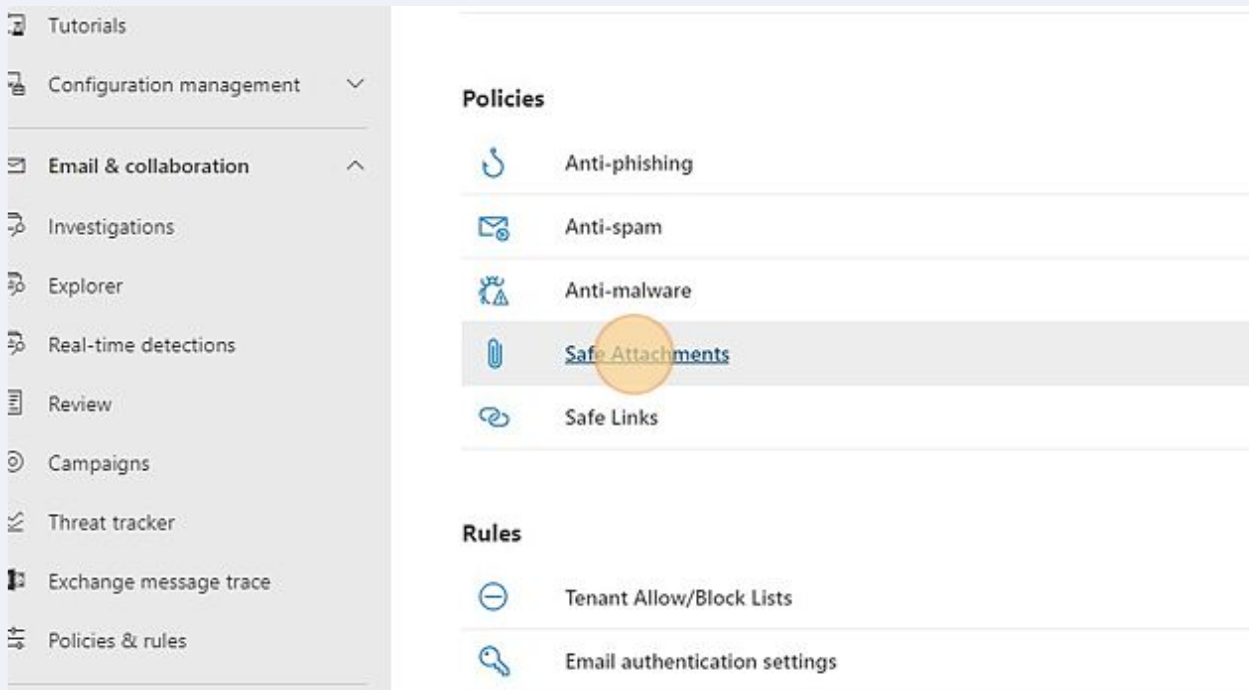 Tutorials
Configuration management
Email & collaboration
Investigations
Explorer
Real-time detections
Review
Campaigns
Threat tracker
Exchange message trace
Policies & rules
Policies
Anti-phishing
Anti-spam
Anti-malware
Safe Attachments
Safe Links
Rules
Tenant Allow/Block Lists
Email authentication settings